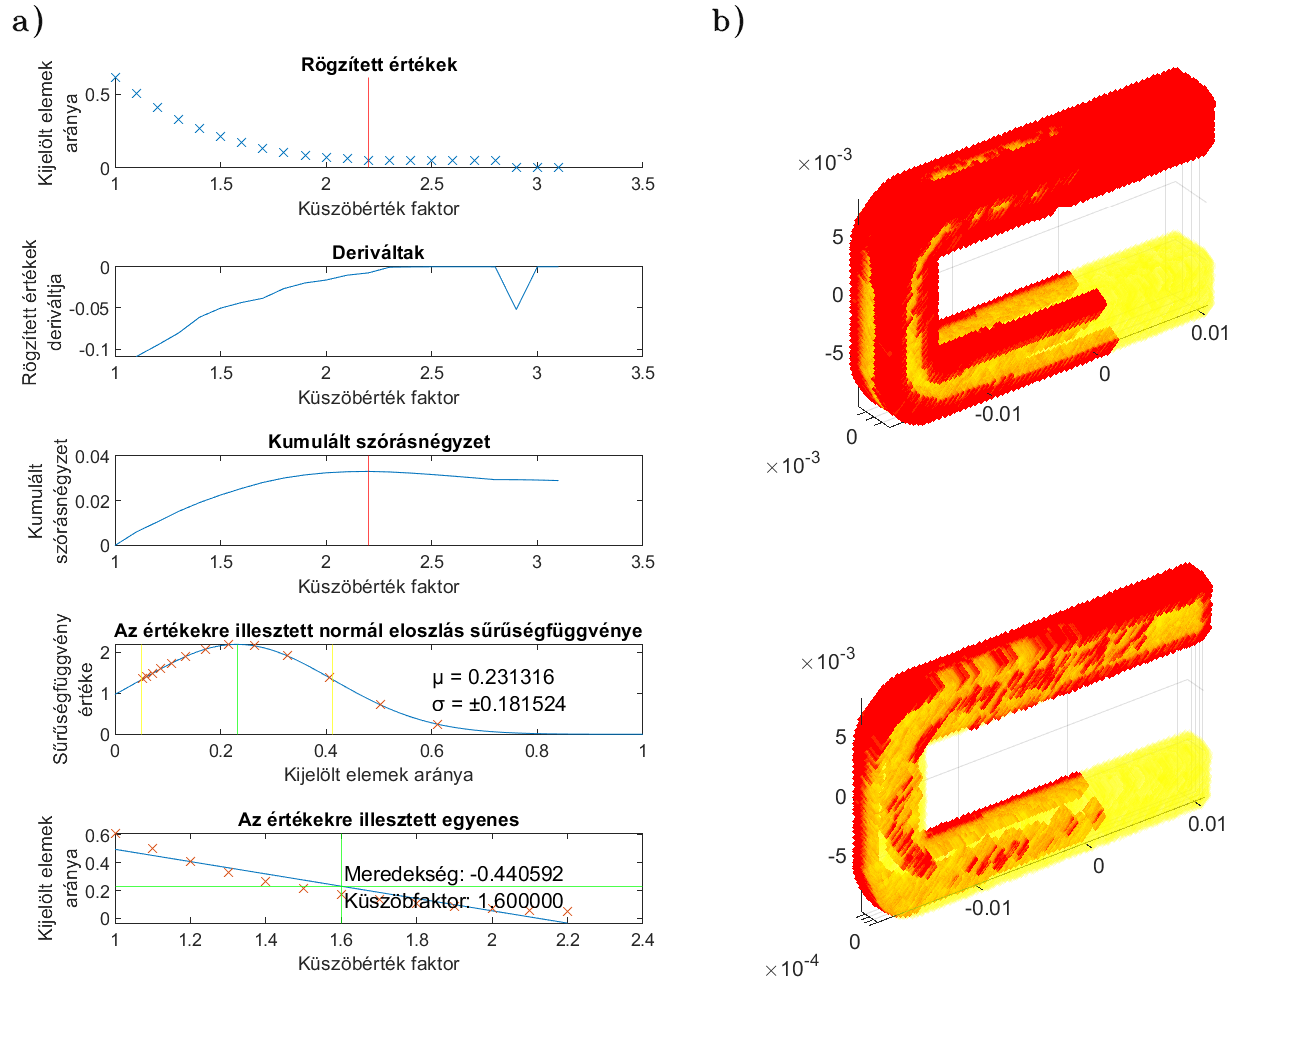 a)
Rögzített értékek
Kijelölt elemek
aránya
0.5
0
1 1.5 2 2.5 3 3.5
Küszöbérték faktor
Deriváltak
Rögzített értékek
deriváltja
0
-0.05
-0.1
1 1.5 2 2.5 3 3.5
Küszöbérték faktor
Kumulált szórásnégyzet
Kumulált
szórásnégyzet
0.04
0.02
0
1 1.5 2 2.5 3 3.5
Küszöbérték faktor
Az értékekre illesztett normál eloszlás sűrűségfüggvénye
Sűrűségfüggvény
értéke
2
1
0
μ = 0.231316
σ = ±0.181524
0 0.2 0.4 0.6 0.8 1
Kijelölt elemek aránya
Az értékekre illesztett egyenes
Kijelölt elemek
aránya
0.6
0.4
0.2
0
Meredekség: -0.440592
Küszöbfaktor: 1.600000
1 1.2 1.4 1.6 1.8 2 2.2 2.4
Küszöbérték faktor
b)
×10-3
5
0
-5
0.01
0
-0.01
0
×10-3
×10-3
5
0
-5
0.01
0
-0.01
0
×10-4